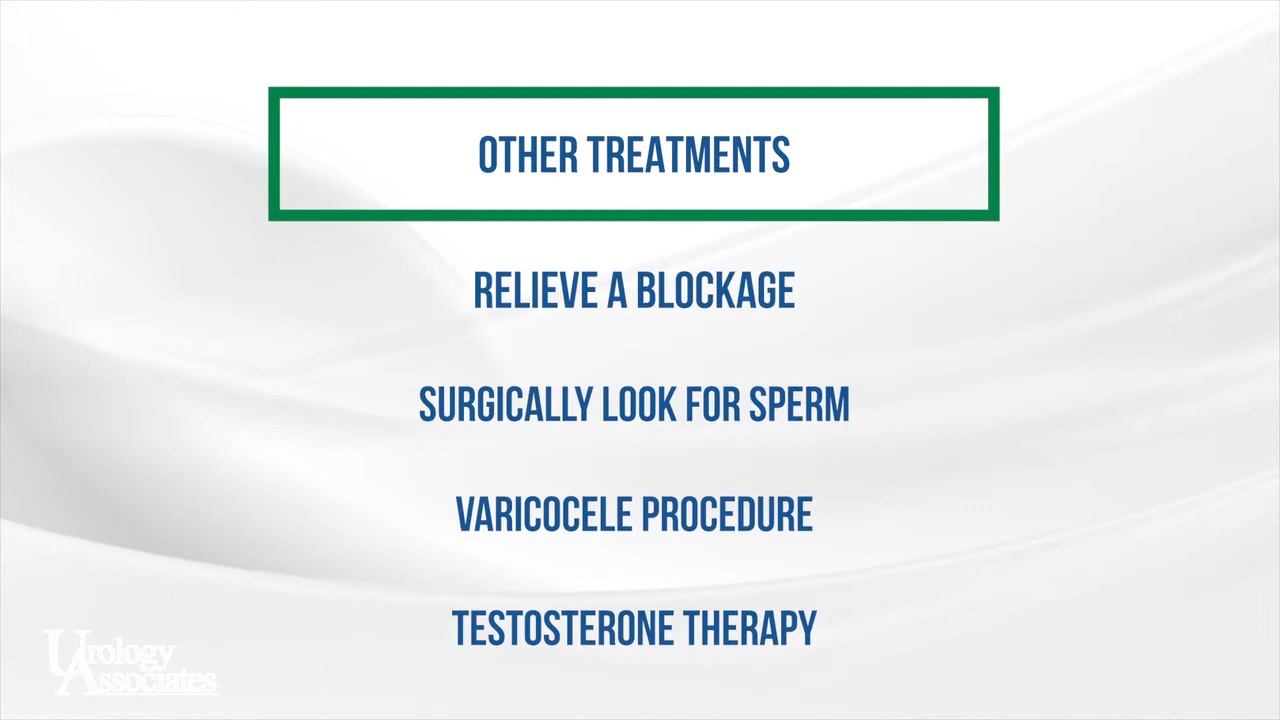 OTHER TREATMENTS
RELIEVE A BLOCKAGE
SURGICALLY LOOK FOR SPERM
VARICOCELE PROCEDURE
TESTOSTERONE THERAPY
Urology
Associates